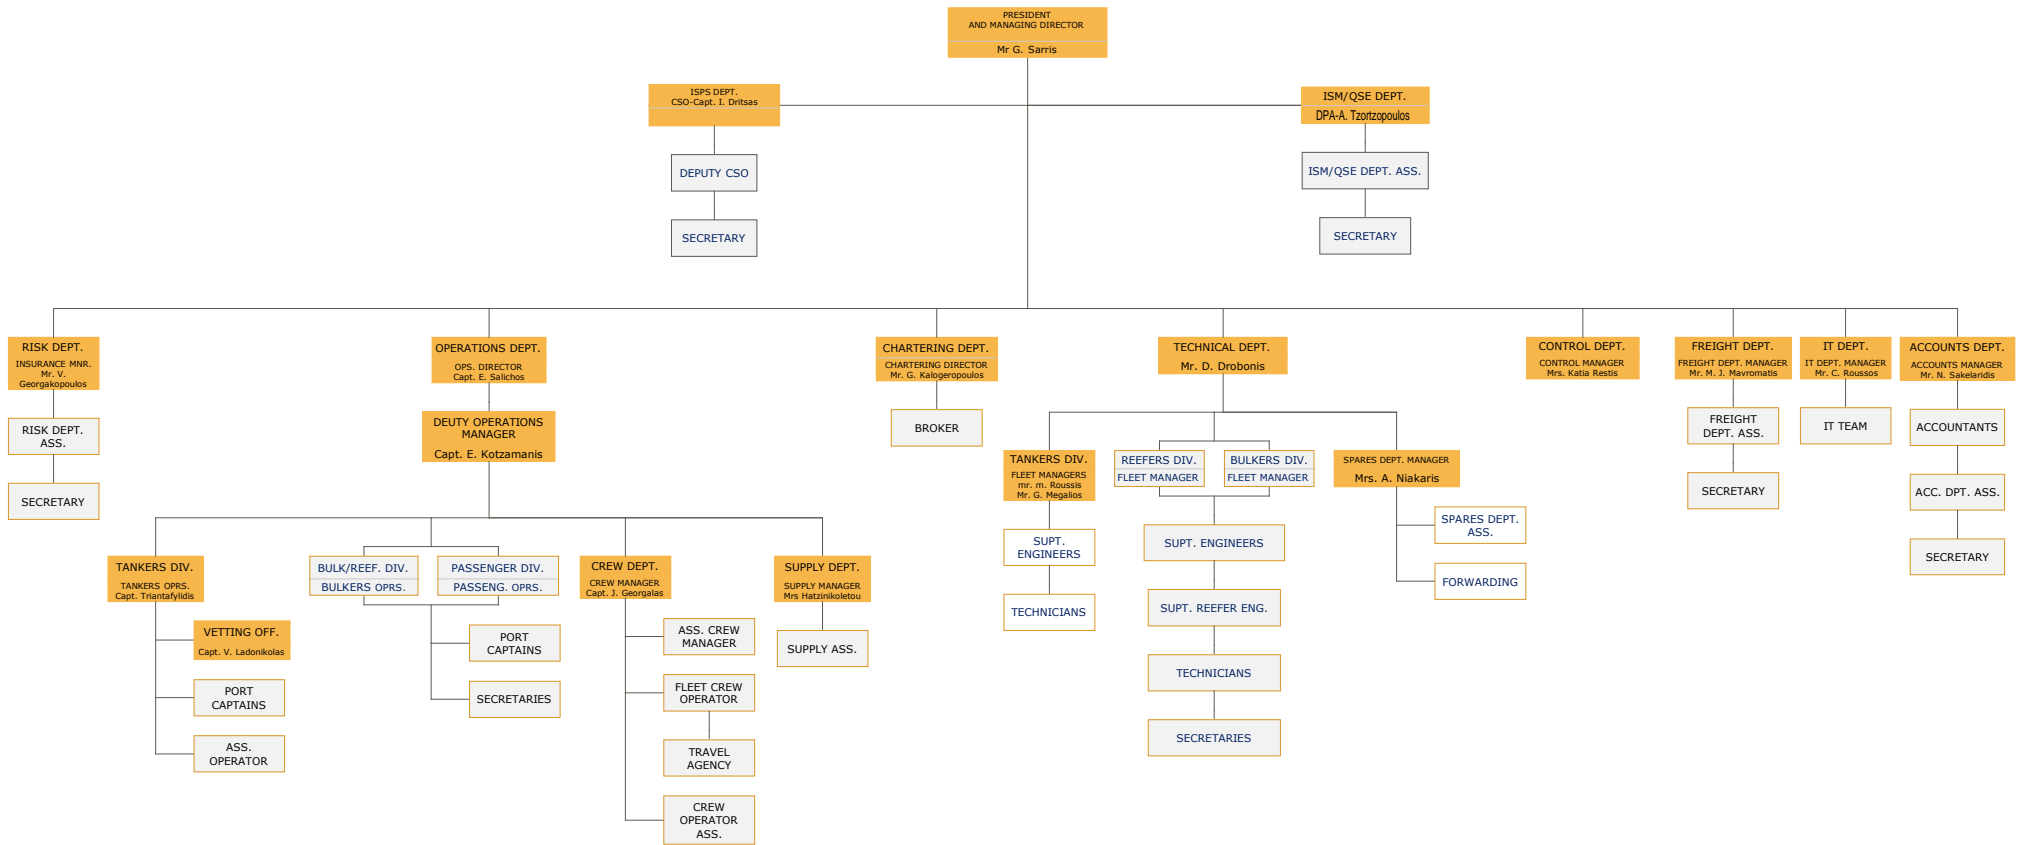 PRESIDENT
AND MANAGING DIRECTOR
Mr G. Sarris
ISPS DEPT.
CSO-Capt. I. Dritsas
DEPUTY CSO
SECRETARY
ISM/QSE DEPT.
DPA-A. Tzortzopoulos
ISM/QSE DEPT. ASS.
SECRETARY
RISK DEPT.
INSURANCE MNR.
Mr. V.
Georgakopoulos
RISK DEPT.
ASS.
SECRETARY
OPERATIONS DEPT.
OPS. DIRECTOR
Capt. E. Salichos
DEUTY OPERATIONS
MANAGER
Capt. E. Kotzamanis
TANKERS DIV.
TANKERS OPRS.
Capt. Triantafylidis
VETTING OFF.
Capt. V. Ladonikolas
PORT
CAPTAINS
ASS.
OPERATOR
BULK/REEF. DIV.
BULKERS OPRS.
PASSENGER DIV.
PASSENG. OPRS.
PORT
CAPTAINS
SECRETARIES
CREW DEPT.
CREW MANAGER
Capt. J. Georgalas
ASS. CREW
MANAGER
FLEET CREW
OPERATOR
TRAVEL
AGENCY
CREW
OPERATOR
ASS.
SUPPLY DEPT.
SUPPLY MANAGER
Mrs Hatzinikoletou
SUPPLY ASS.
CHARTERING DEPT.
CHARTERING DIRECTOR
Mr. G. Kalogeropoulos
BROKER
TECHNICAL DEPT.
Mr. D. Drobonis
TANKERS DIV.
FLEET MANAGERS
mr. m. Roussis
Mr. G. Megalios
SUPT.
ENGINEERS
TECHNICIANS
REEFERS DIV.
FLEET MANAGER
BULKERS DIV.
FLEET MANAGER
SUPT. ENGINEERS
SUPT. REEFER ENG.
TECHNICIANS
SECRETARIES
SPARES DEPT. MANAGER
Mrs. A. Niakaris
SPARES DEPT.
ASS.
FORWARDING
CONTROL DEPT.
CONTROL MANAGER
Mrs. Katia Restis
FREIGHT DEPT.
FREIGHT DEPT. MANAGER
Mr. M. J. Mavromatis
FREIGHT
DEPT. ASS.
SECRETARY
IT DEPT.
IT DEPT. MANAGER
Mr. C. Roussos
IT TEAM
ACCOUNTS DEPT.
ACCOUNTS MANAGER
Mr. N. Sakelaridis
ACCOUNTANTS
ACC. DPT. ASS.
SECRETARY